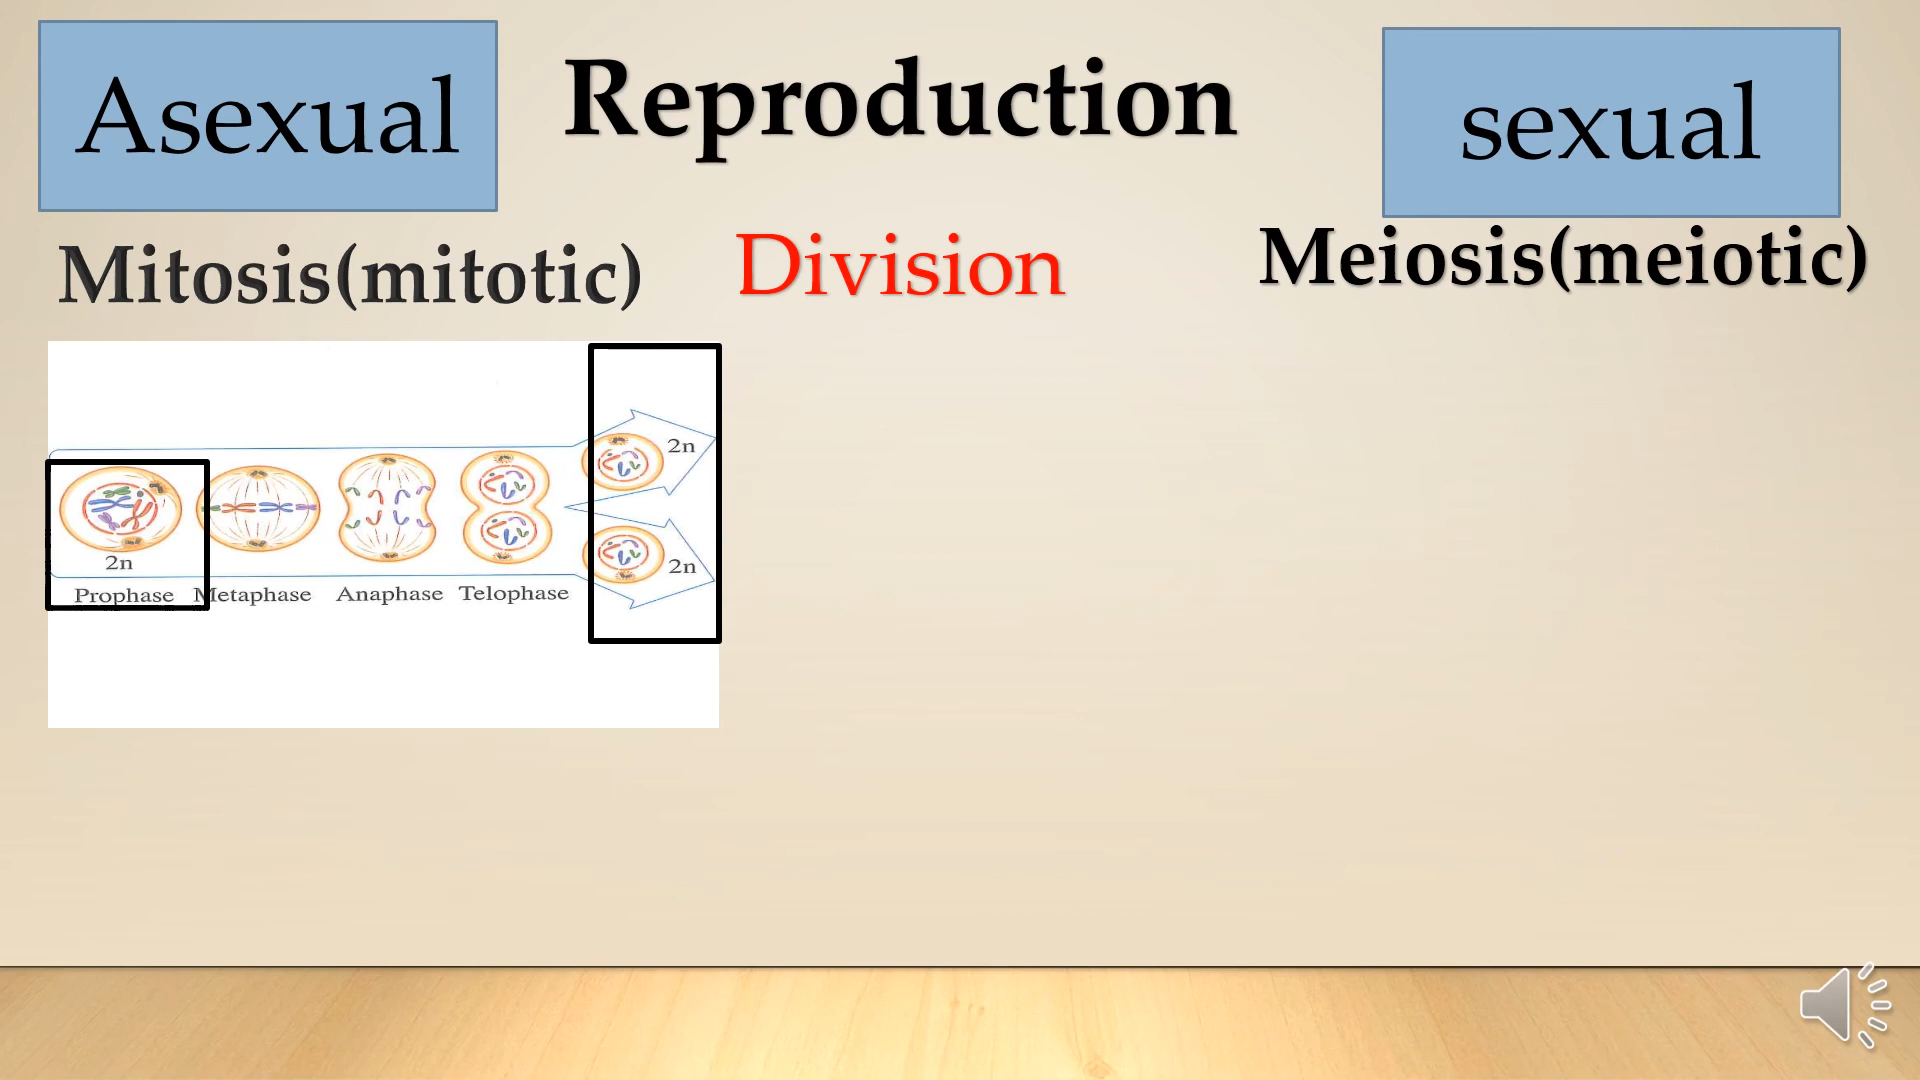 Asexual
Reproduction
sexual
Mitosis(mitotic)
Division
Meiosis(meiotic)
2n
2n
2n
Prophase Metaphase Anaphase Telophase